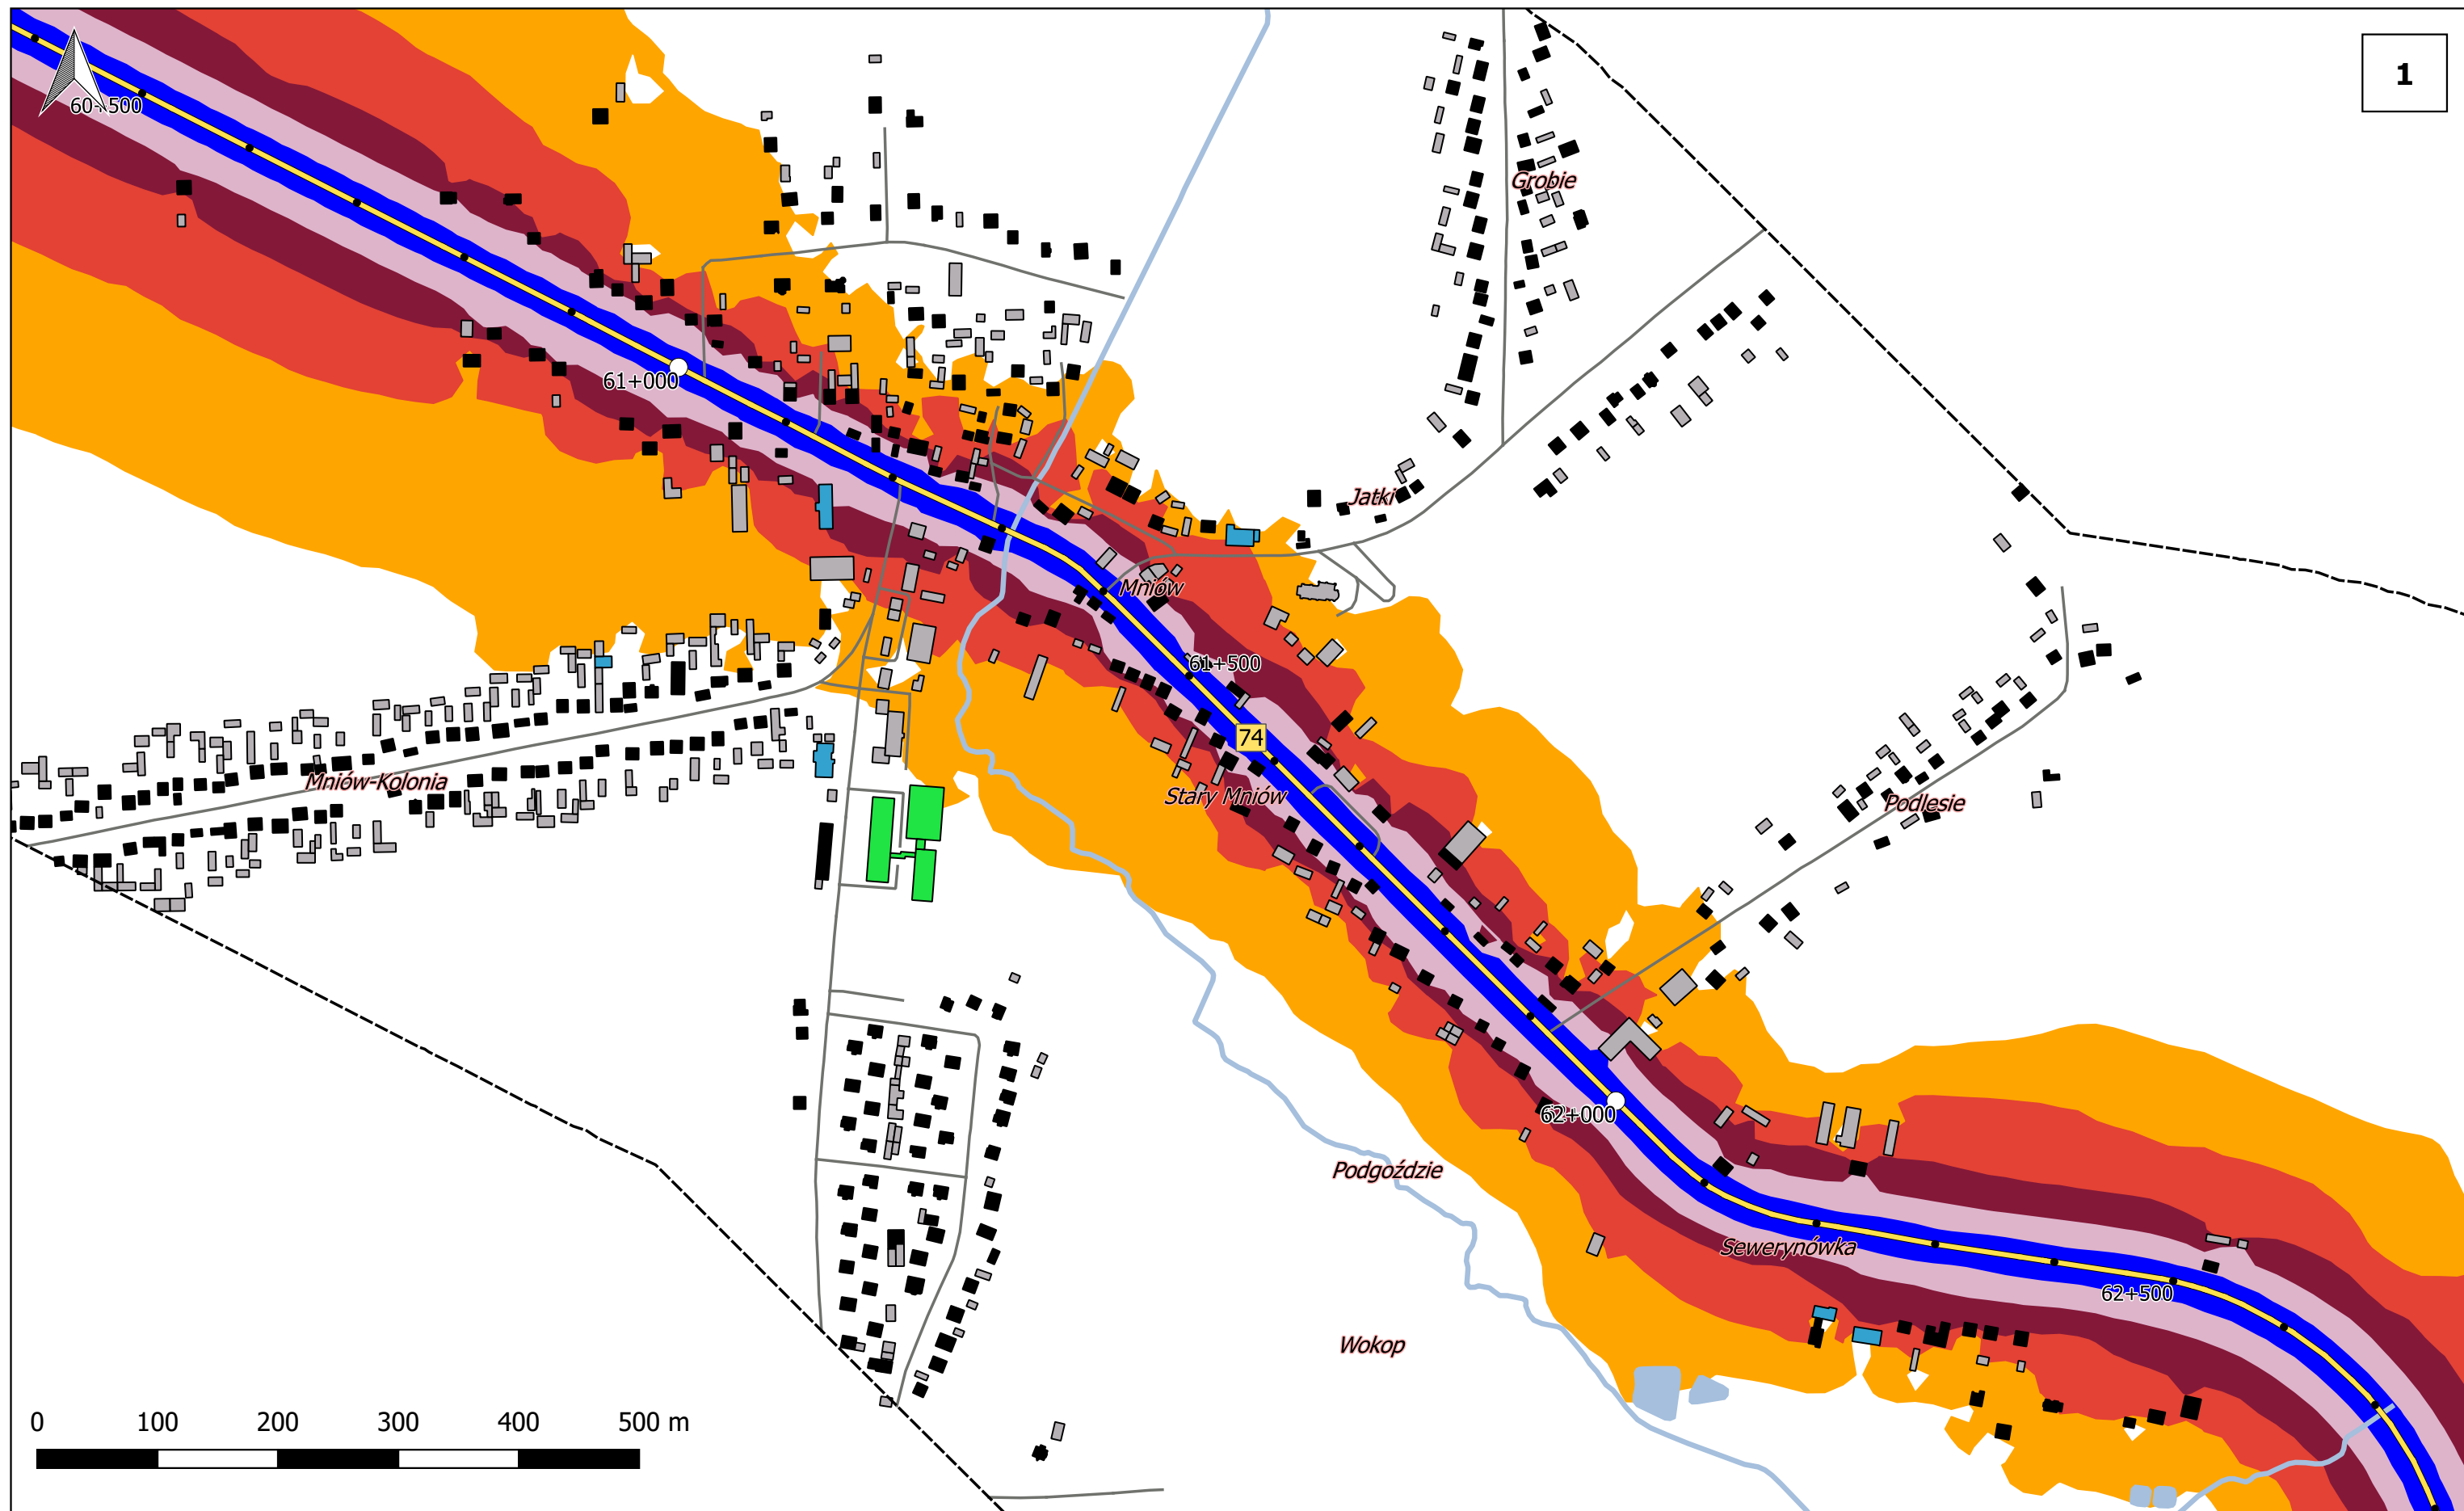 1
60+500
Grobie
61+000
Jatki
Mniów
61+500
74
Mniów-Kolonia
Stary Mniów
Podlesie
62+000
Podgoździe
Sewerynówka
62+500
Wokop
0 100 200 300 400 500 m